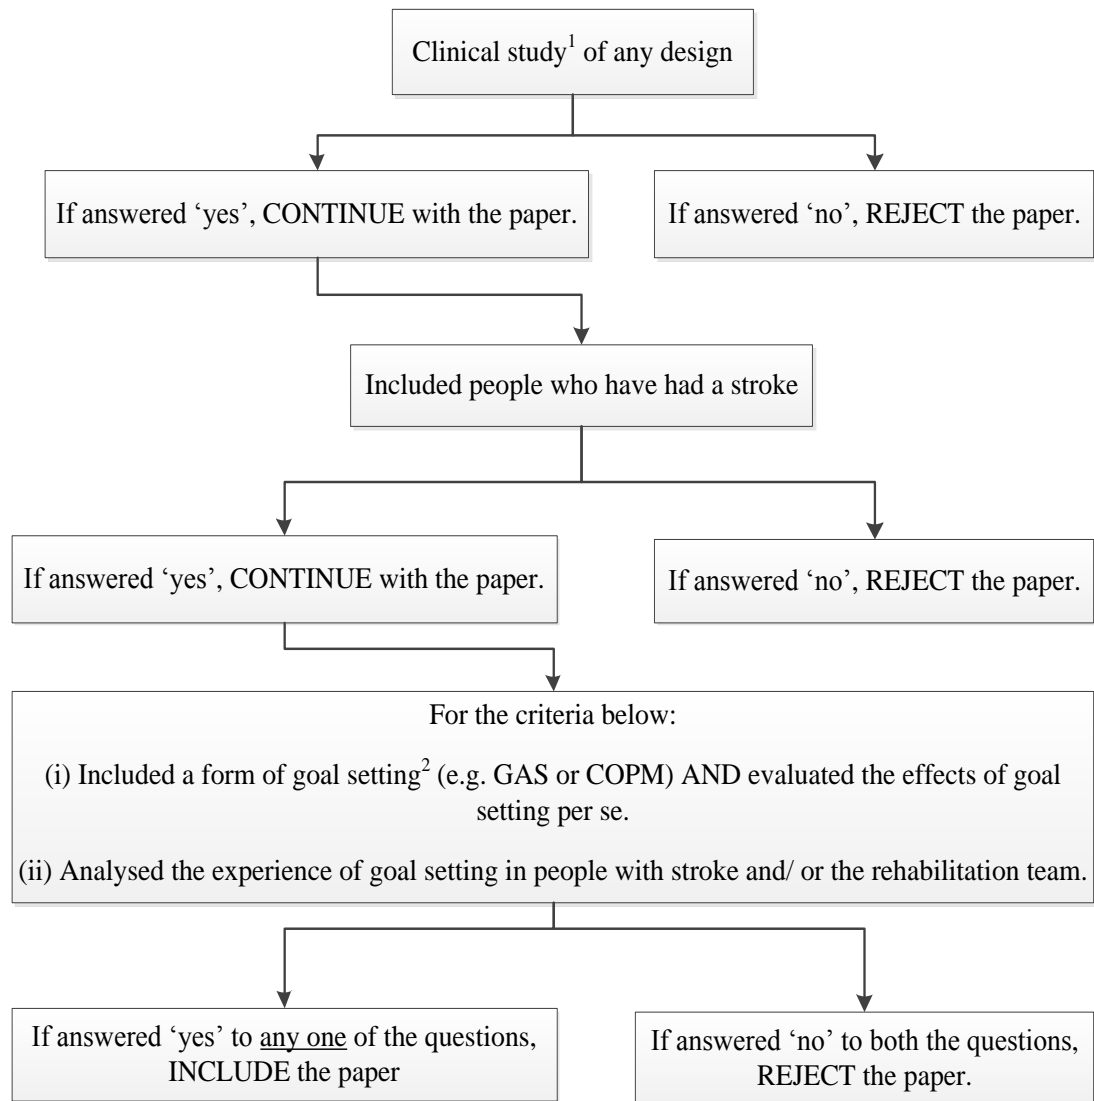 Clinical study¹ of any design
If answered ‘yes’, CONTINUE with the paper.
If answered ‘no’, REJECT the paper.
Included people who have had a stroke
If answered ‘yes’, CONTINUE with the paper.
If answered ‘no’, REJECT the paper.
For the criteria below:
(i) Included a form of goal setting² (e.g. GAS or COPM) AND evaluated the effects of goal
setting per se.
(ii) Analysed the experience of goal setting in people with stroke and/ or the rehabilitation team.
If answered ‘yes’ to any one of the questions,
INCLUDE the paper
If answered ‘no’ to both the questions,
REJECT the paper.